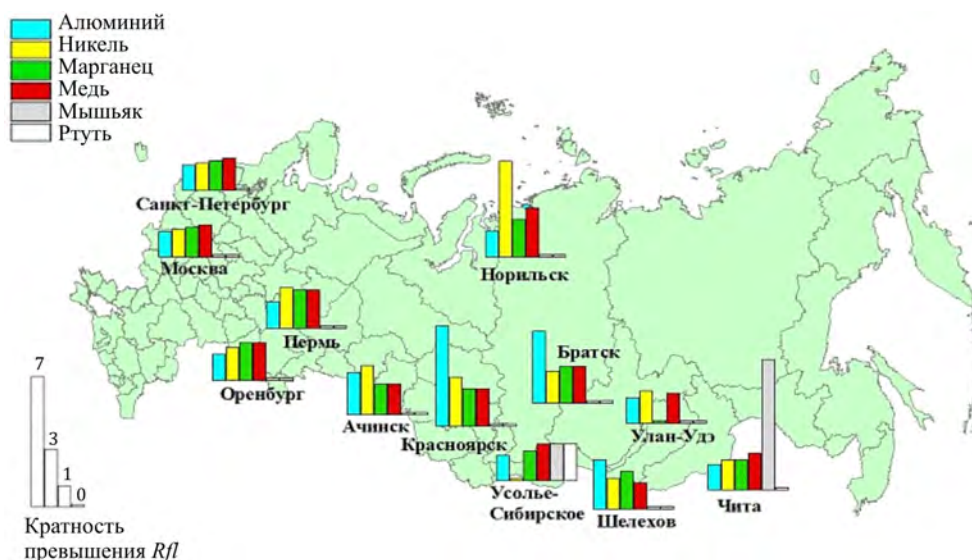 Алюминий
Никель
Марганец
Медь
Мышьяк
Ртуть
Санкт-Петербург
Москва
Норильск
Пермь
Оренбург
Братск
Ачинск
Красноярск
Улан-Удэ
Усолье-
Сибирское
Шелехов
Чита
7
3
1
0
Кратность
превышения Rfl